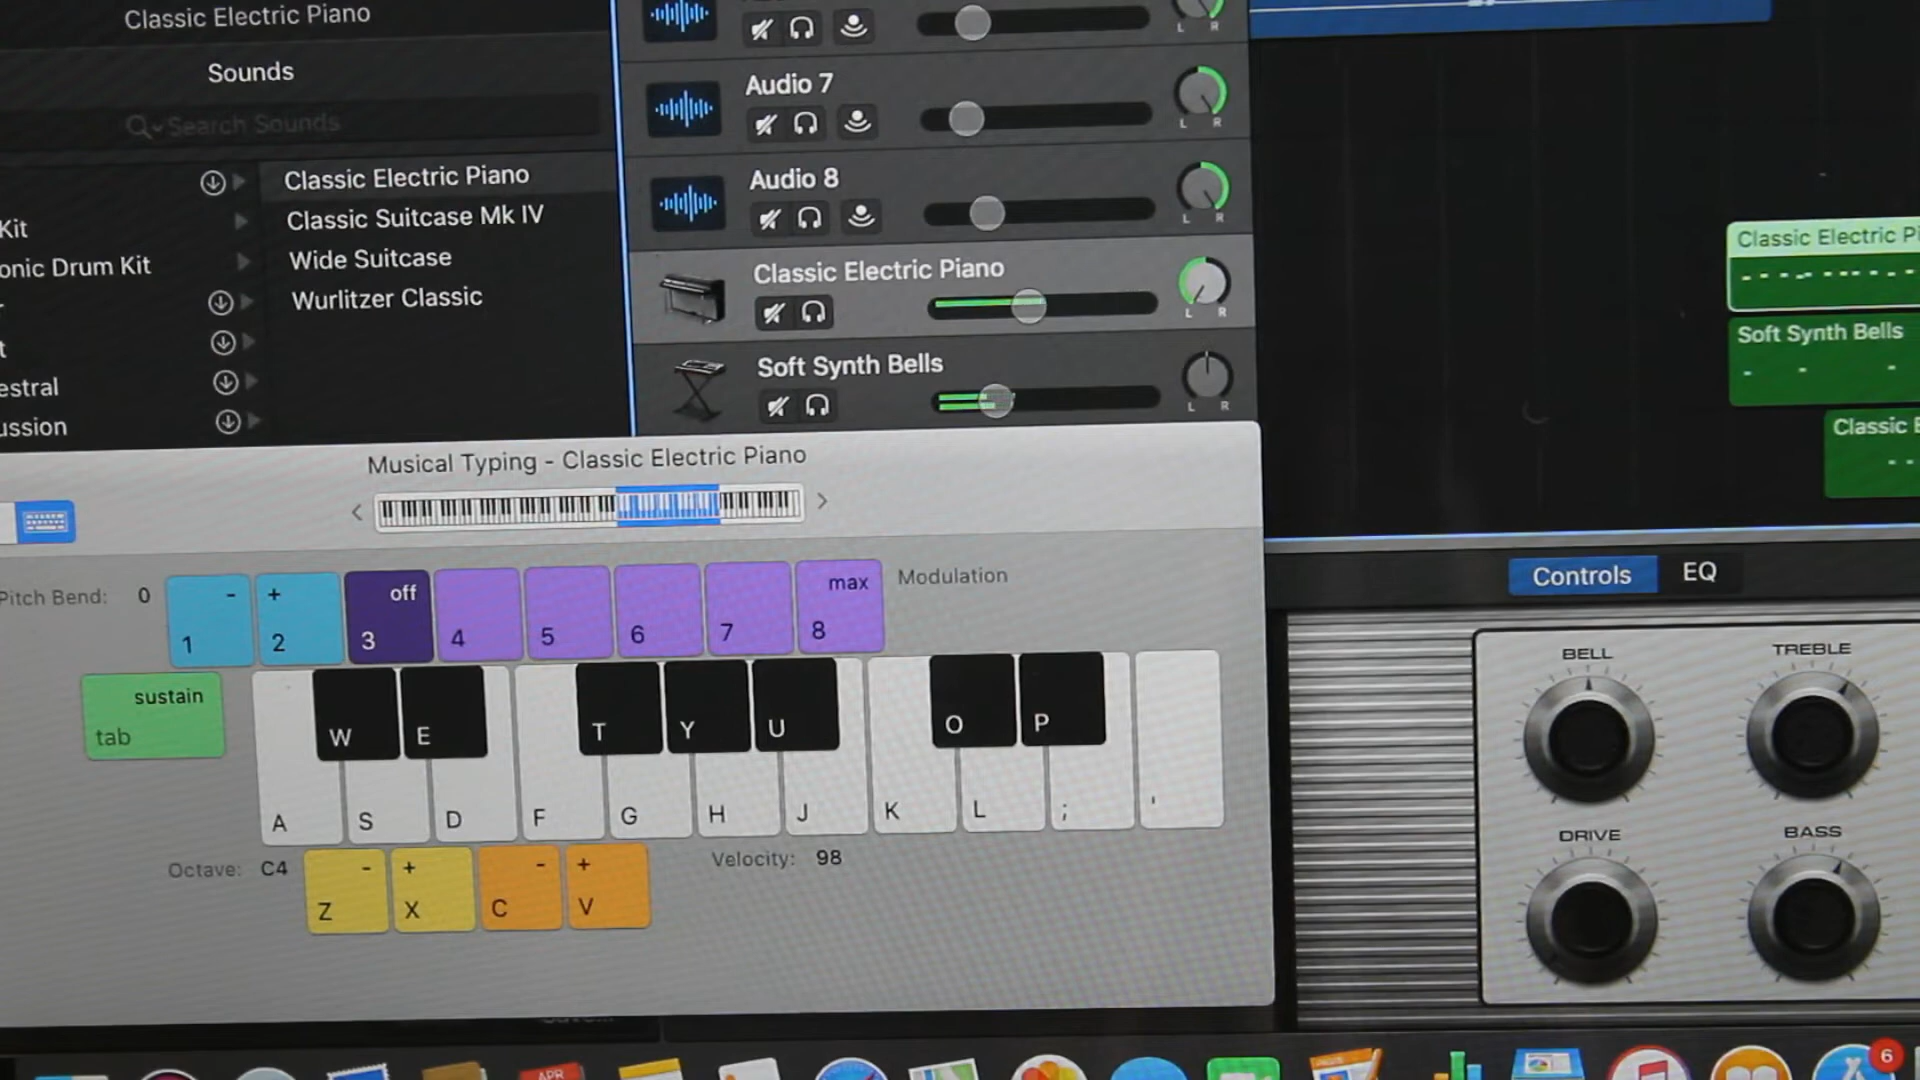 Classic Electric Piano
Sounds
Search Sounds
Classic Electric Piano
Kit
Classic Suitcase Mk IV
onic Drum Kit
Wide Suitcase
Wurlitzer Classic
estral
ussion
L R
Audio 7
L R
Audio 8
L R
Classic Electric Piano
L R
Soft Synth Bells
L R
Classic Electric Pi
Soft Synth Bells
Classic E
Musical Typing - Classic Electric Piano
Pitch Bend: 0
- 1
+ 2
off 3
4
5
6
7
max 8
Modulation
sustain
tab
W E T Y U O P
A S D F G H J K L ; '
Octave: C4
- Z
+ X
- C
+ V
Velocity: 98
Controls EQ
BELL TREBLE
DRIVE BASS
APR
6